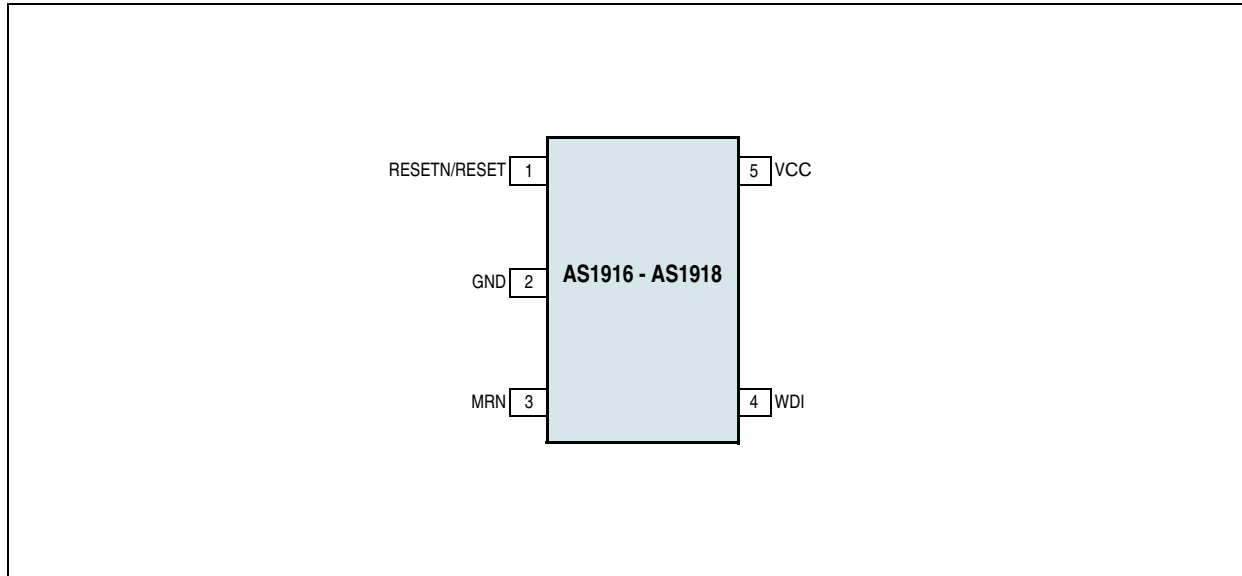 RESETN/RESET 1
5 VCC
GND 2
AS1916 - AS1918
MRN 3
4 WDI